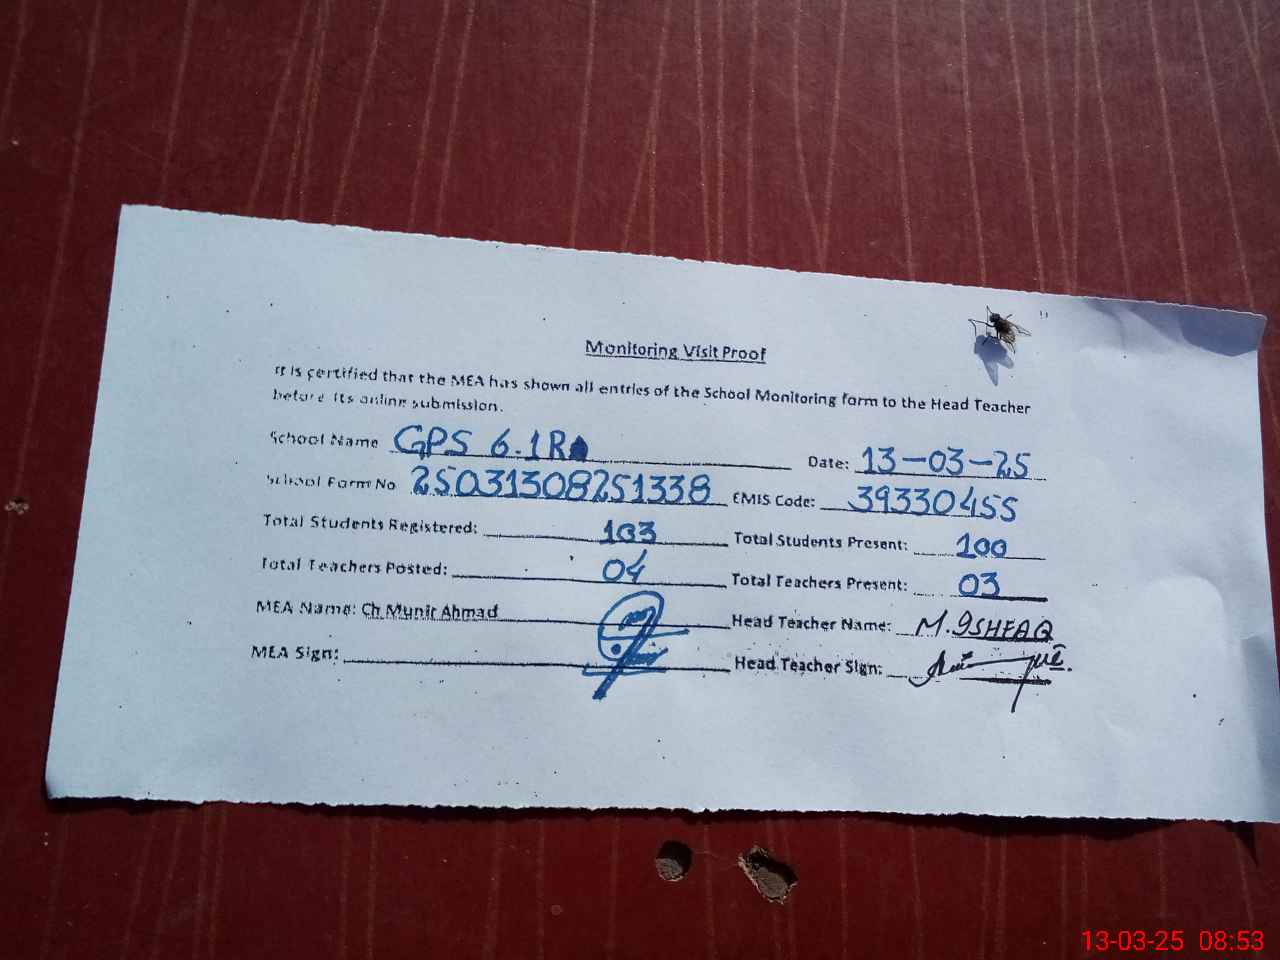 Monitoring Visit Proof
It is certified that the MEA has shown all entries of the School Monitoring form to the Head Teacher
before its online submission.
School Name GPS 6.1R Date: 13-03-25
School Form No 25031308251338 EMIS Code: 39330455
Total Students Registered: 103 Total Students Present: 100
Total Teachers Posted: 04 Total Teachers Present: 03
MEA Name: Ch Munir Ahmad Head Teacher Name: M. ISHFAQ
MEA Sign: Head Teacher Sign:
13-03-25 08:53